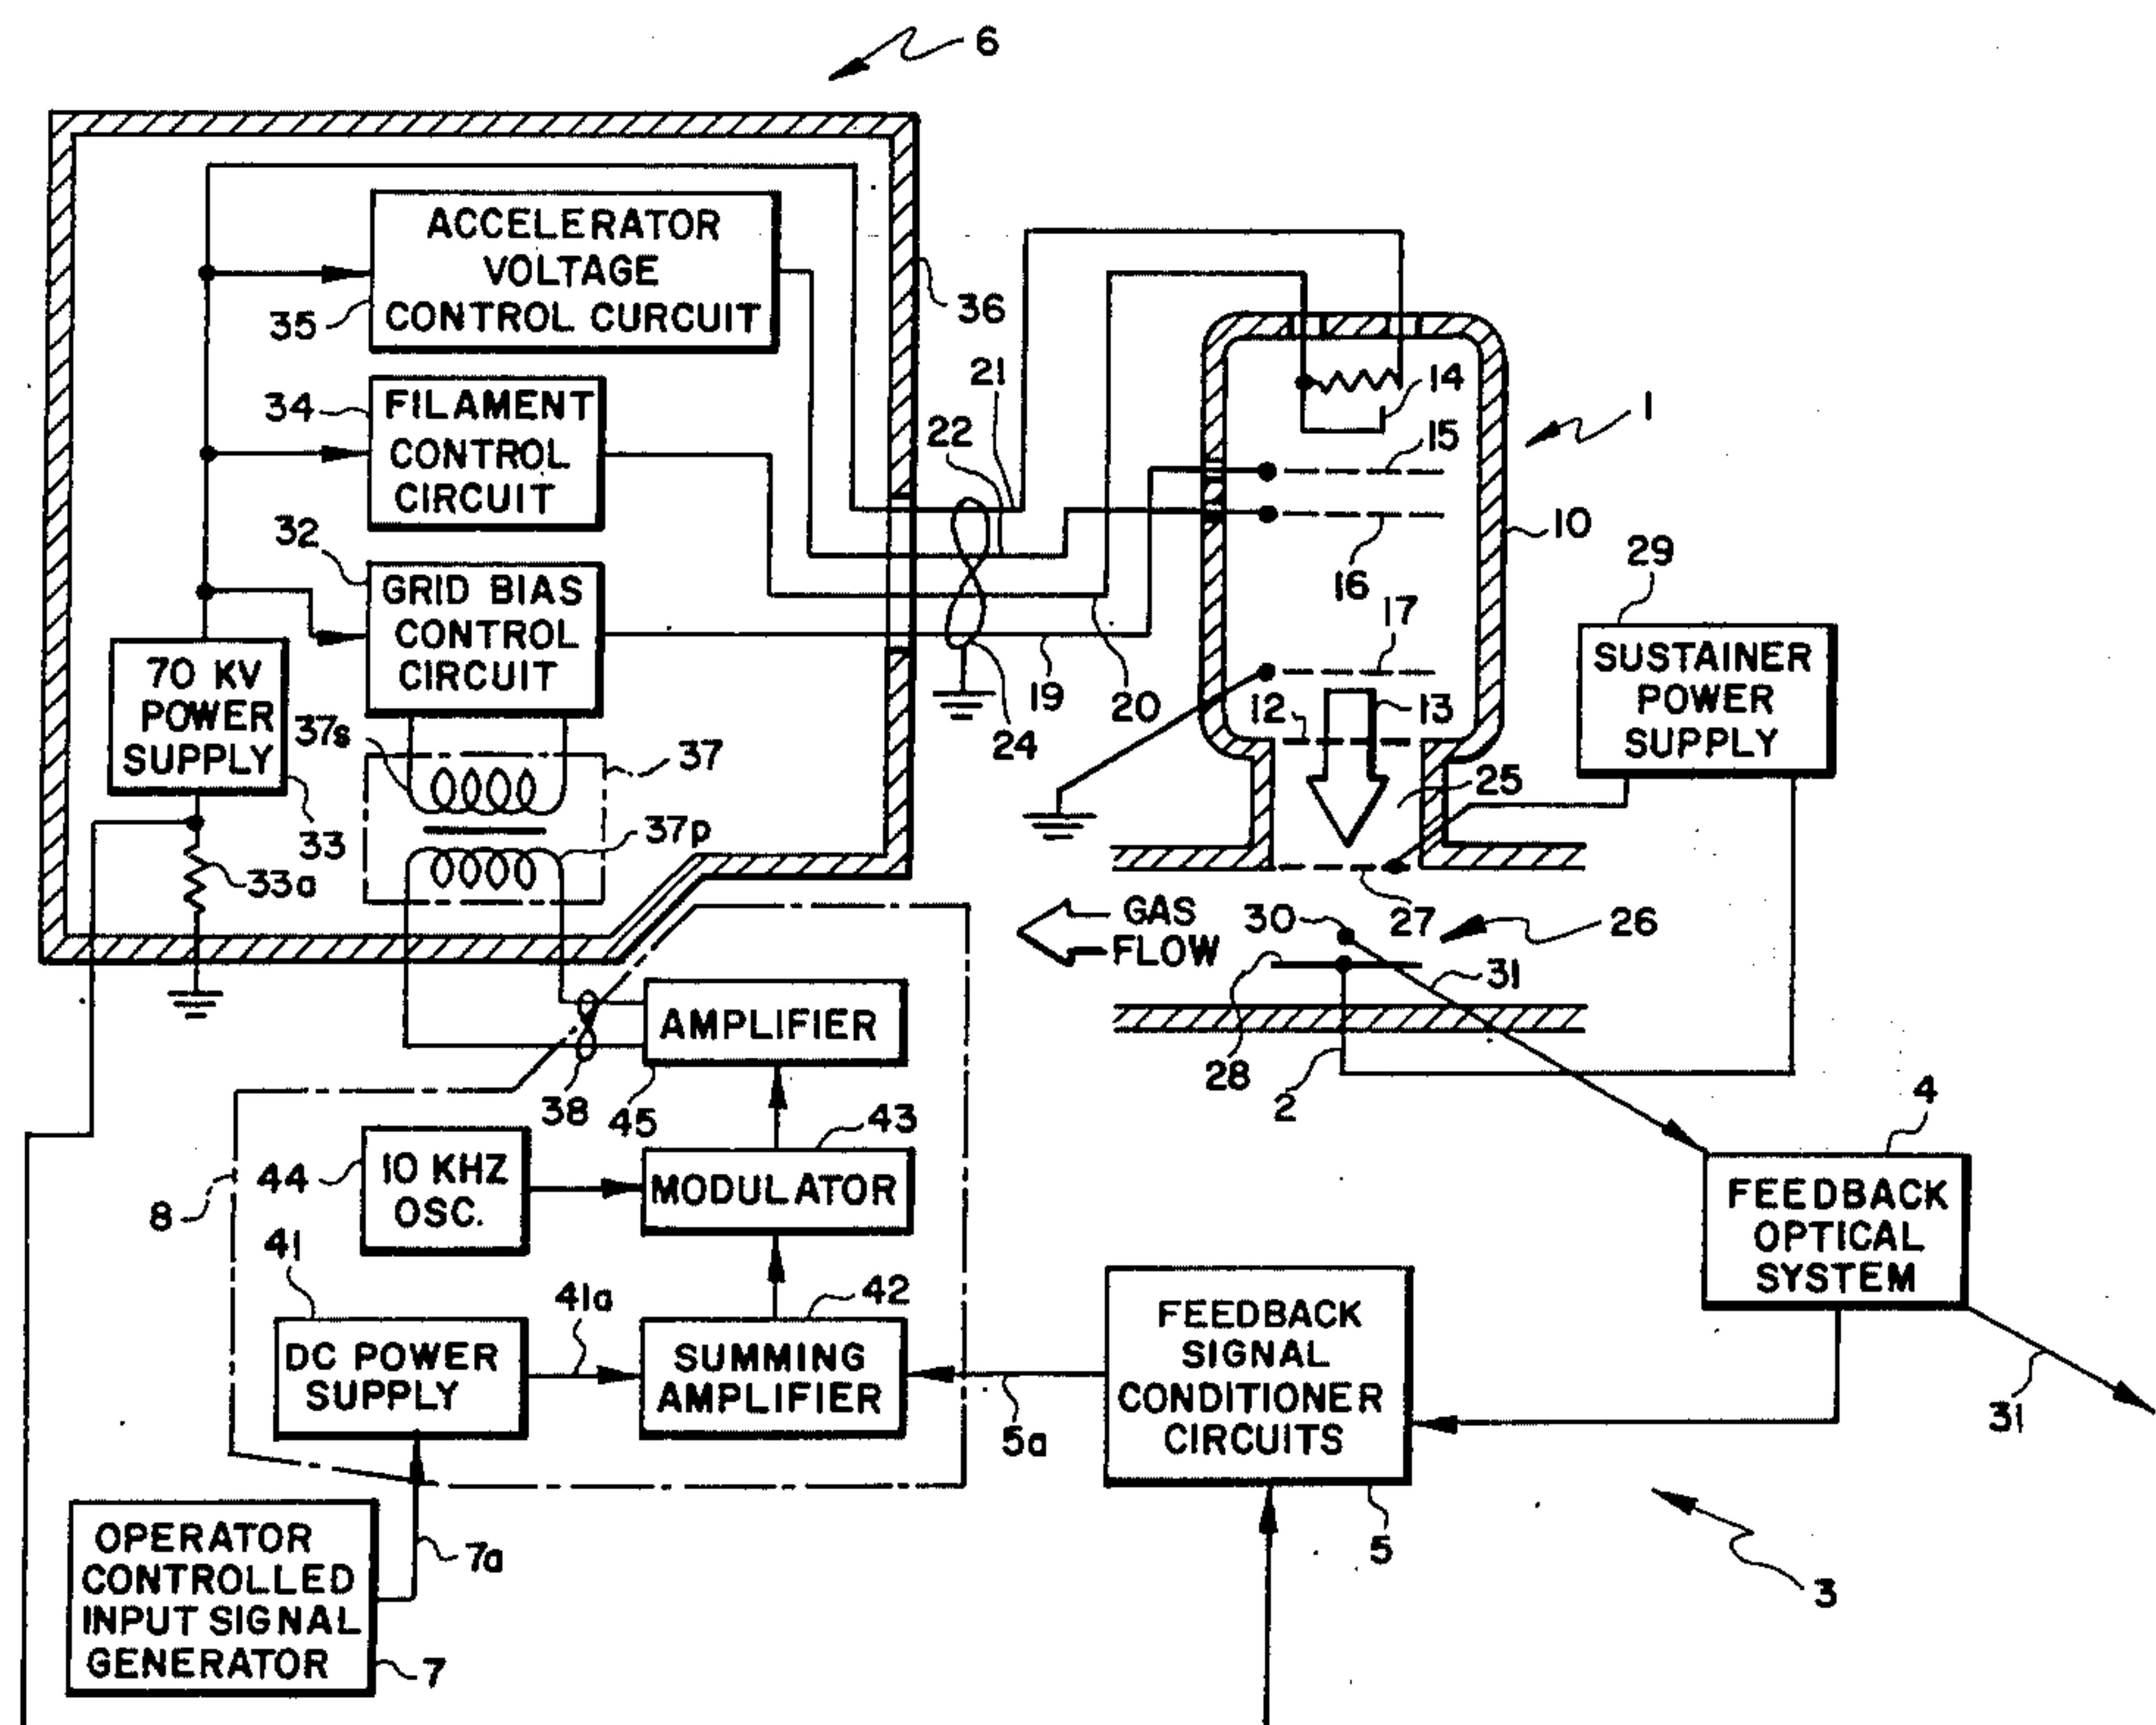 6
ACCELERATOR
VOLTAGE
CONTROL CURCUIT
35
36
21
22
14
1
15
34
FILAMENT
CONTROL
CIRCUIT
10
16
29
32
GRID BIAS
CONTROL
CIRCUIT
17
SUSTAINER
POWER
SUPPLY
70 KV
POWER
SUPPLY
37s
37
19
20
24
12
13
25
33
37p
33a
GAS
FLOW
30
27
26
31
28
2
AMPLIFIER
38
45
43
4
44
10 KHZ
OSC.
MODULATOR
8
FEEDBACK
OPTICAL
SYSTEM
41
41a
42
DC POWER
SUPPLY
SUMMING
AMPLIFIER
5a
FEEDBACK
SIGNAL
CONDITIONER
CIRCUITS
31
7a
5
3
OPERATOR
CONTROLLED
INPUT SIGNAL
GENERATOR
7